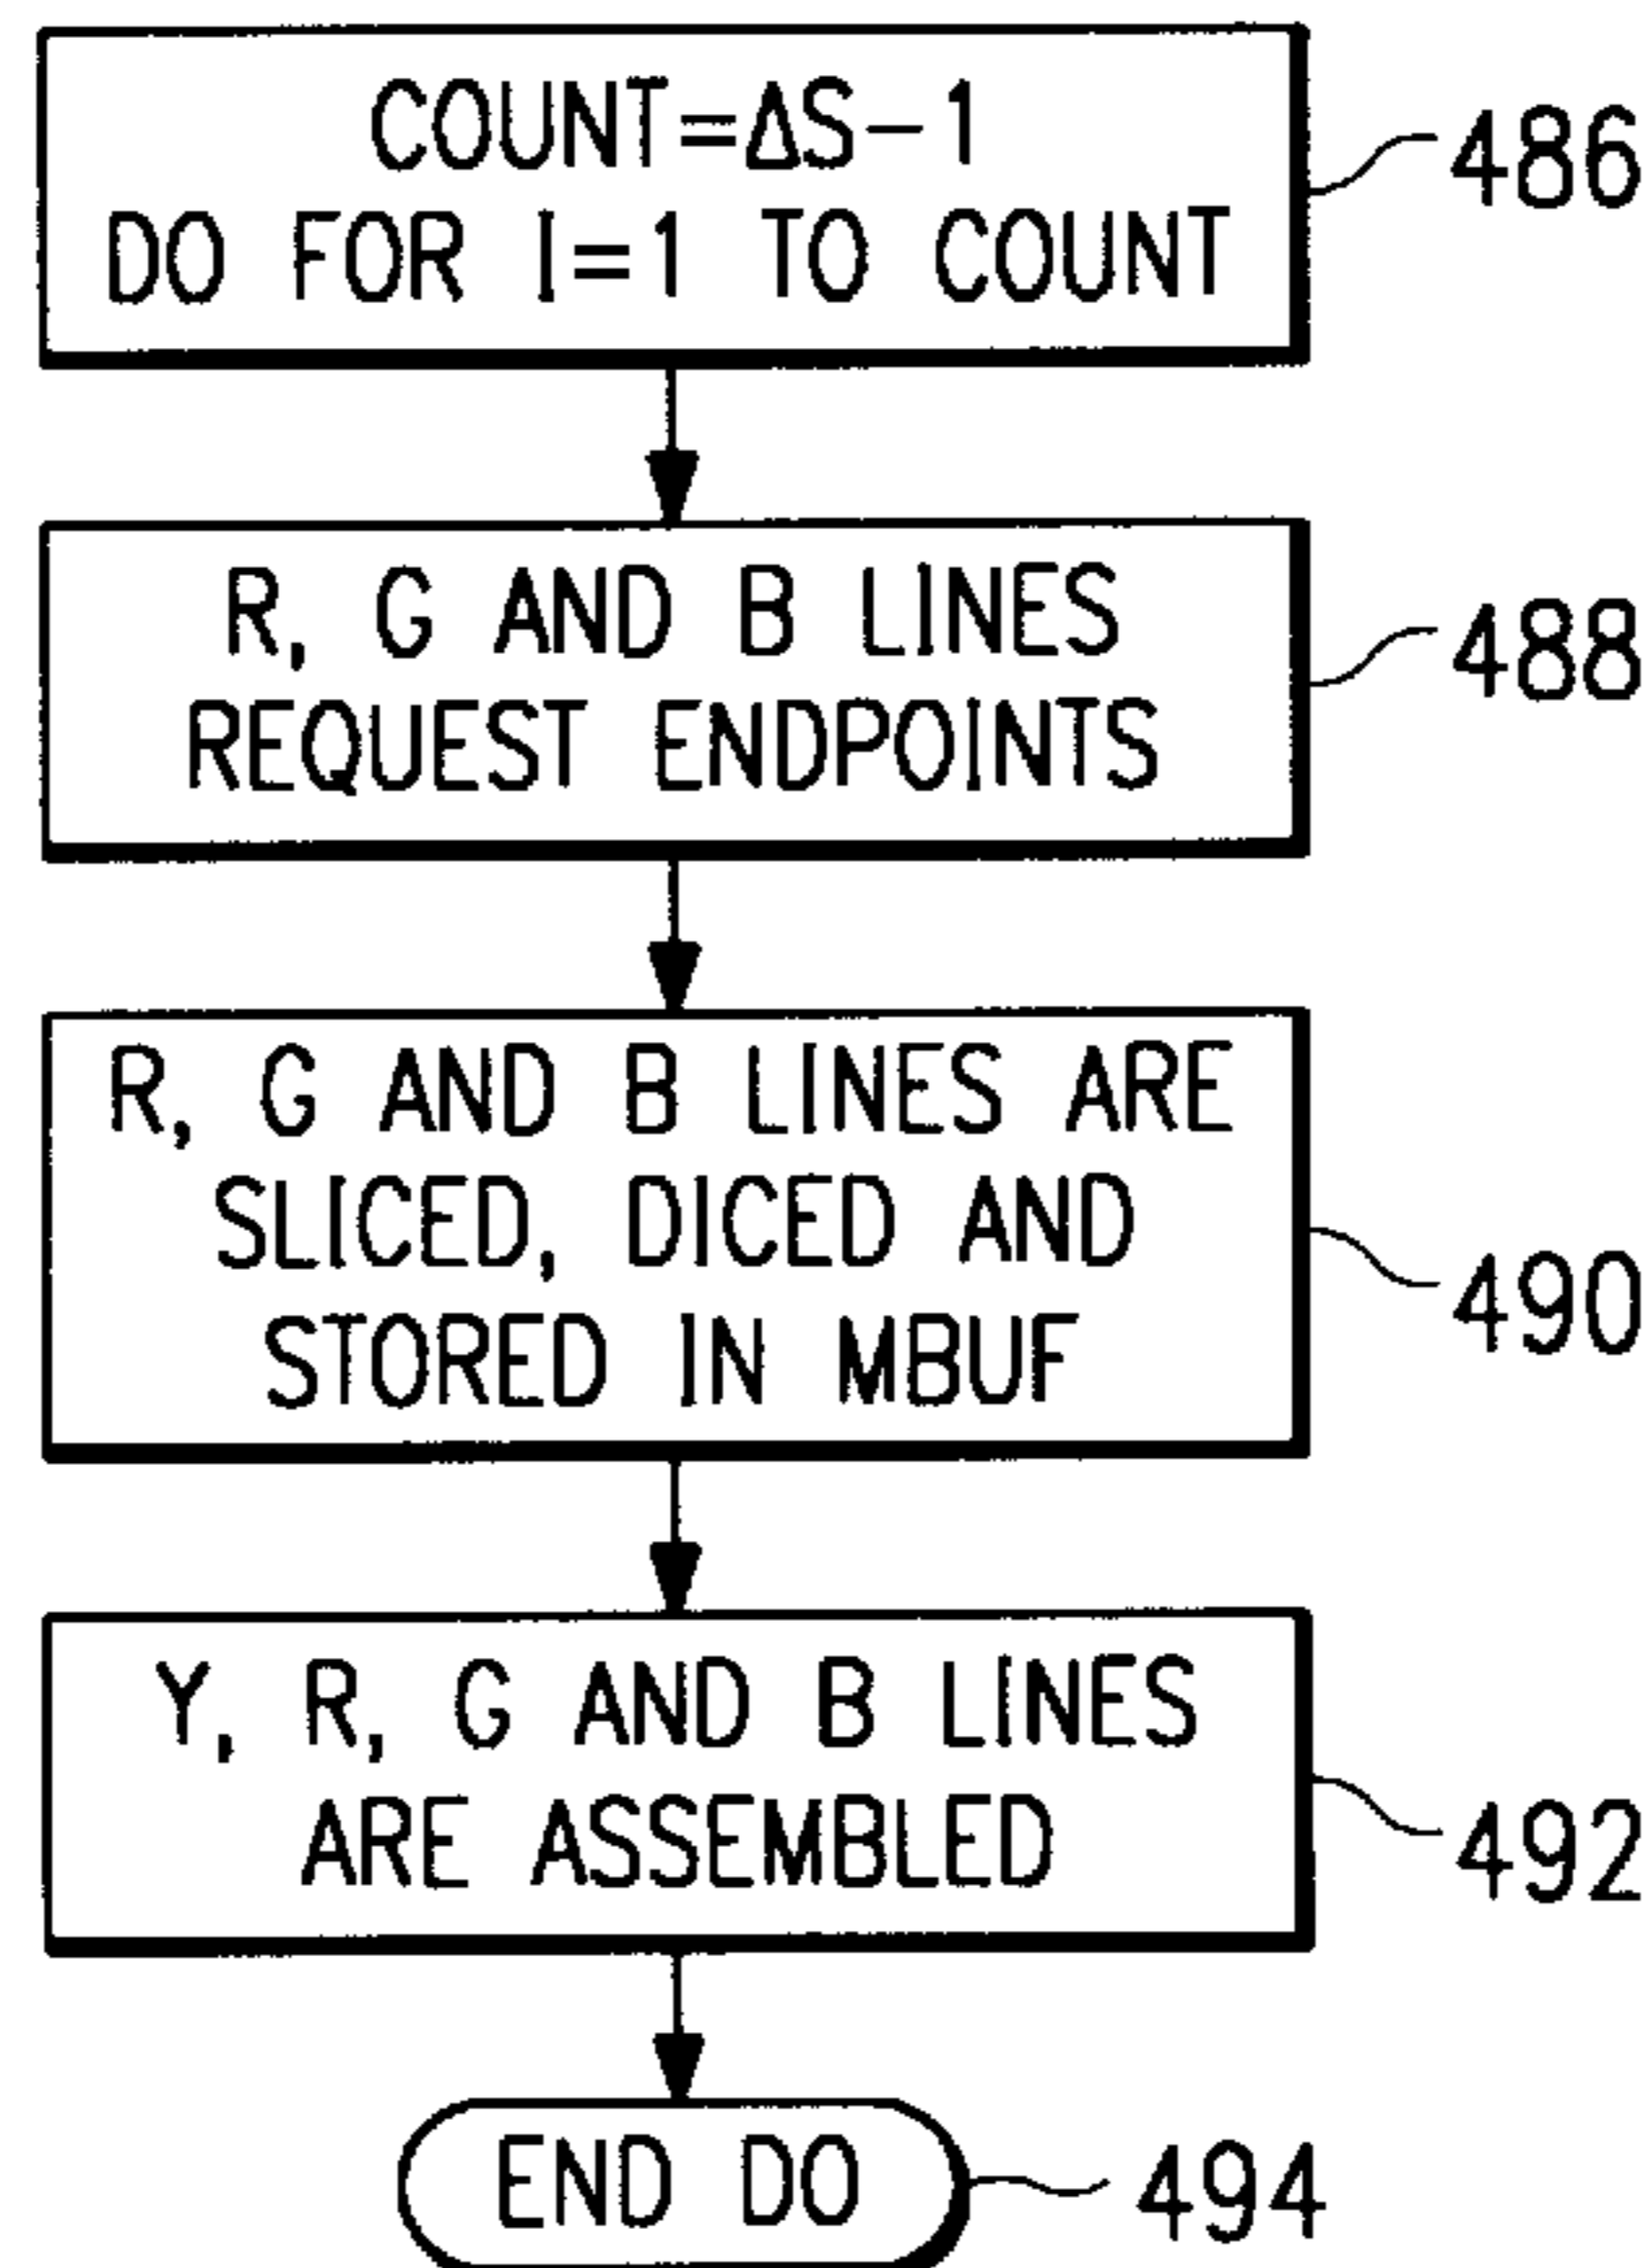 COUNT=ΔS-1
DO FOR I=1 TO COUNT
486
R, G AND B LINES
REQUEST ENDPOINTS
488
R, G AND B LINES ARE
SLICED, DICED AND
STORED IN MBUF
490
Y, R, G AND B LINES
ARE ASSEMBLED
492
END DO
494